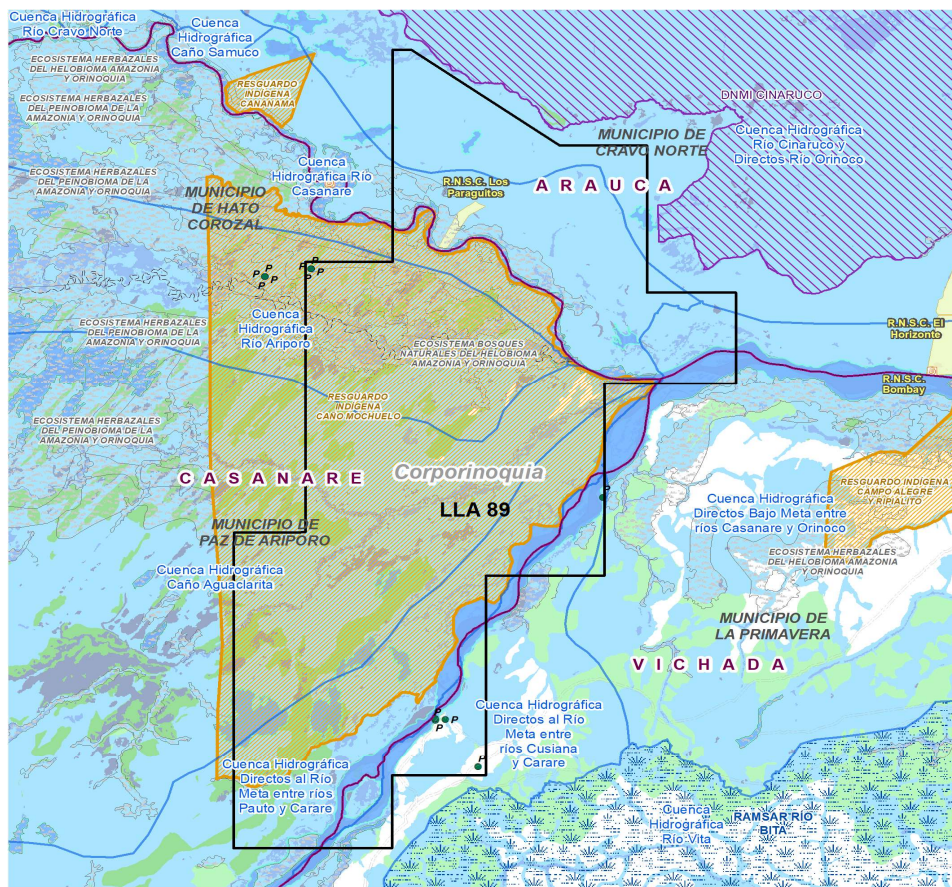 Cuenca Hidrográfica
Río Cravo Norte
Cuenca
Hidrográfica
Caño Samuco
ECOSISTEMA HERBAZALES
DEL HELOBIOMA AMAZONIA
Y ORINOQUIA
RESGUARDO
INDÍGENA
CANANAMA
ECOSISTEMA HERBAZALES
DEL PEINOBIOMA DE LA
AMAZONIA Y ORINOQUIA
DNMI CINARUCO
MUNICIPIO DE
CRAVO NORTE
Cuenca Hidrográfica
Río Cinaruco y
Directos Río Orinoco
Cuenca
Hidrográfica Río
Casanare
ECOSISTEMA HERBAZALES
DEL PEINOBIOMA DE LA
AMAZONIA Y ORINOQUIA
R.N.S.C. Los
Paraguitos
ARAUCA
MUNICIPIO
DE HATO
COROZAL
P P
P P
P
P P
Cuenca
Hidrográfica
Río Ariporo
ECOSISTEMA HERBAZALES
DEL PEINOBIOMA DE LA
AMAZONIA Y ORINOQUIA
ECOSISTEMA BOSQUES
NATURALES DEL HELOBIOMA
AMAZONIA Y ORINOQUIA
R.N.S.C. El
Horizonte
R.N.S.C.
Bombay
RESGUARDO
INDÍGENA
CAÑO MOCHUELO
ECOSISTEMA HERBAZALES
DEL PEINOBIOMA DE LA
AMAZONIA Y ORINOQUIA
CASANARE
Corporinoquia
LLA 89
P
RESGUARDO INDÍGENA
CAMPO ALEGRE
Y RIPIALITO
Cuenca Hidrográfica
Directos Bajo Meta entre
ríos Casanare y Orinoco
MUNICIPIO DE
PAZ DE ARIPORO
ECOSISTEMA HERBAZALES
DEL HELOBIOMA AMAZONIA
Y ORINOQUIA
Cuenca Hidrográfica
Caño Aguaclarita
MUNICIPIO DE
LA PRIMAVERA
VICHADA
Cuenca Hidrográfica
Directos al Río
Meta entre
ríos Cusiana
y Carare
P P
P
P
Cuenca Hidrográfica
Directos al Río
Meta entre ríos
Pauto y Carare
Cuenca
Hidrográfica
Río Vita
RAMSAR RÍO
BITA